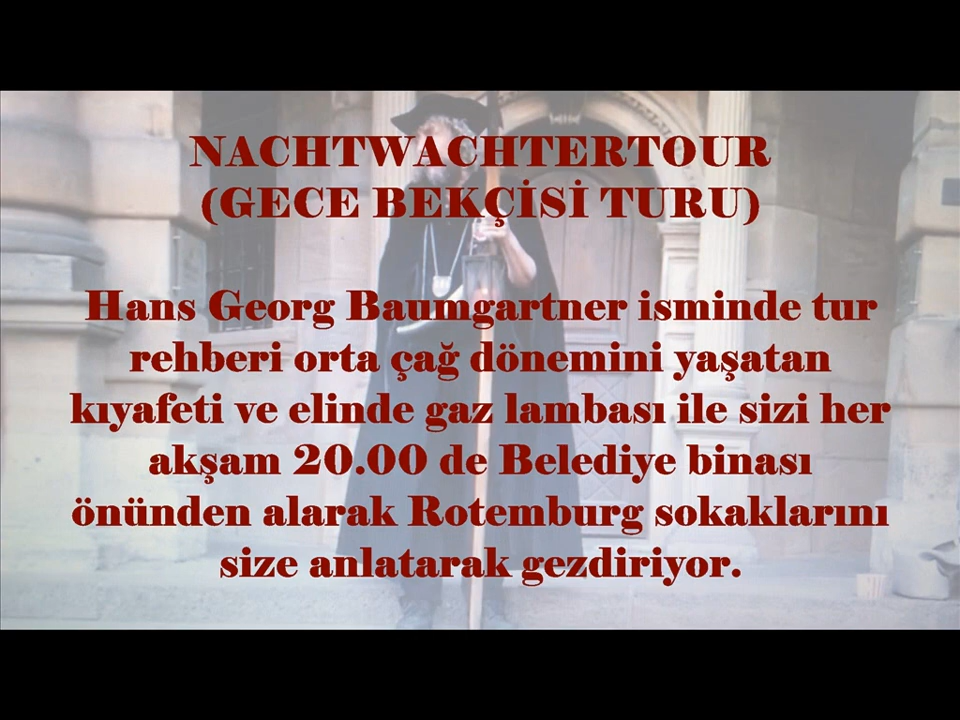 NACHTWACHTERTOUR
(GECE BEKÇİSİ TURU)
Hans Georg Baumgartner isminde tur
rehberi orta çağ dönemini yaşatan
kıyafeti ve elinde gaz lambası ile sizi her
akşam 20.00 de Belediye binası
önünden alarak Rotemburg sokaklarını
size anlatarak gezdiriyor.